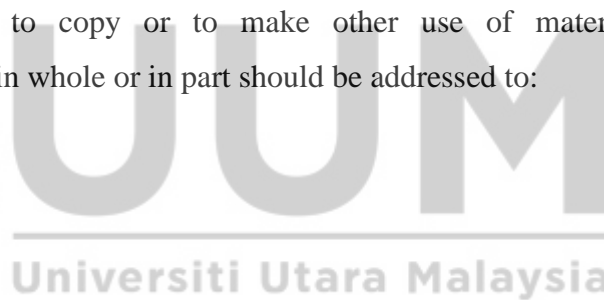 to copy or to make other use of mater
in whole or in part should be addressed to:
UUM
Universiti Utara Malaysia